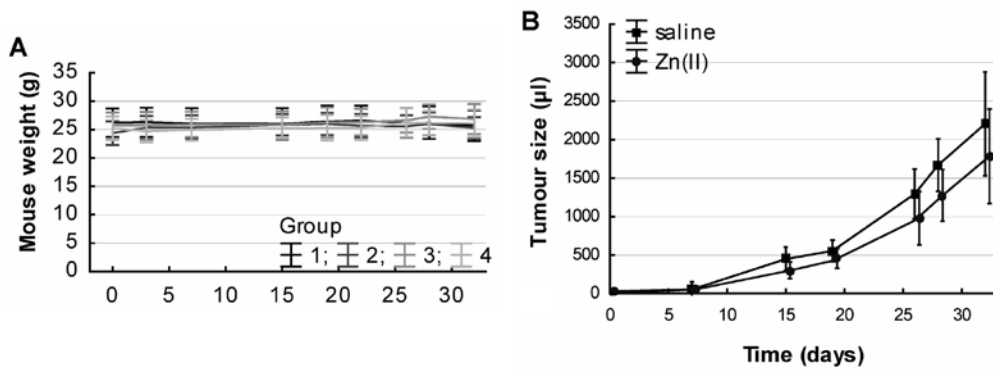 A
Mouse weight (g)
35
30
25
20
15
10
5
0
Group
1; 2; 3; 4
0 5 10 15 20 25 30
B
Tumour size (µl)
3500
3000
2500
2000
1500
1000
500
0
saline
Zn(II)
0 5 10 15 20 25 30
Time (days)